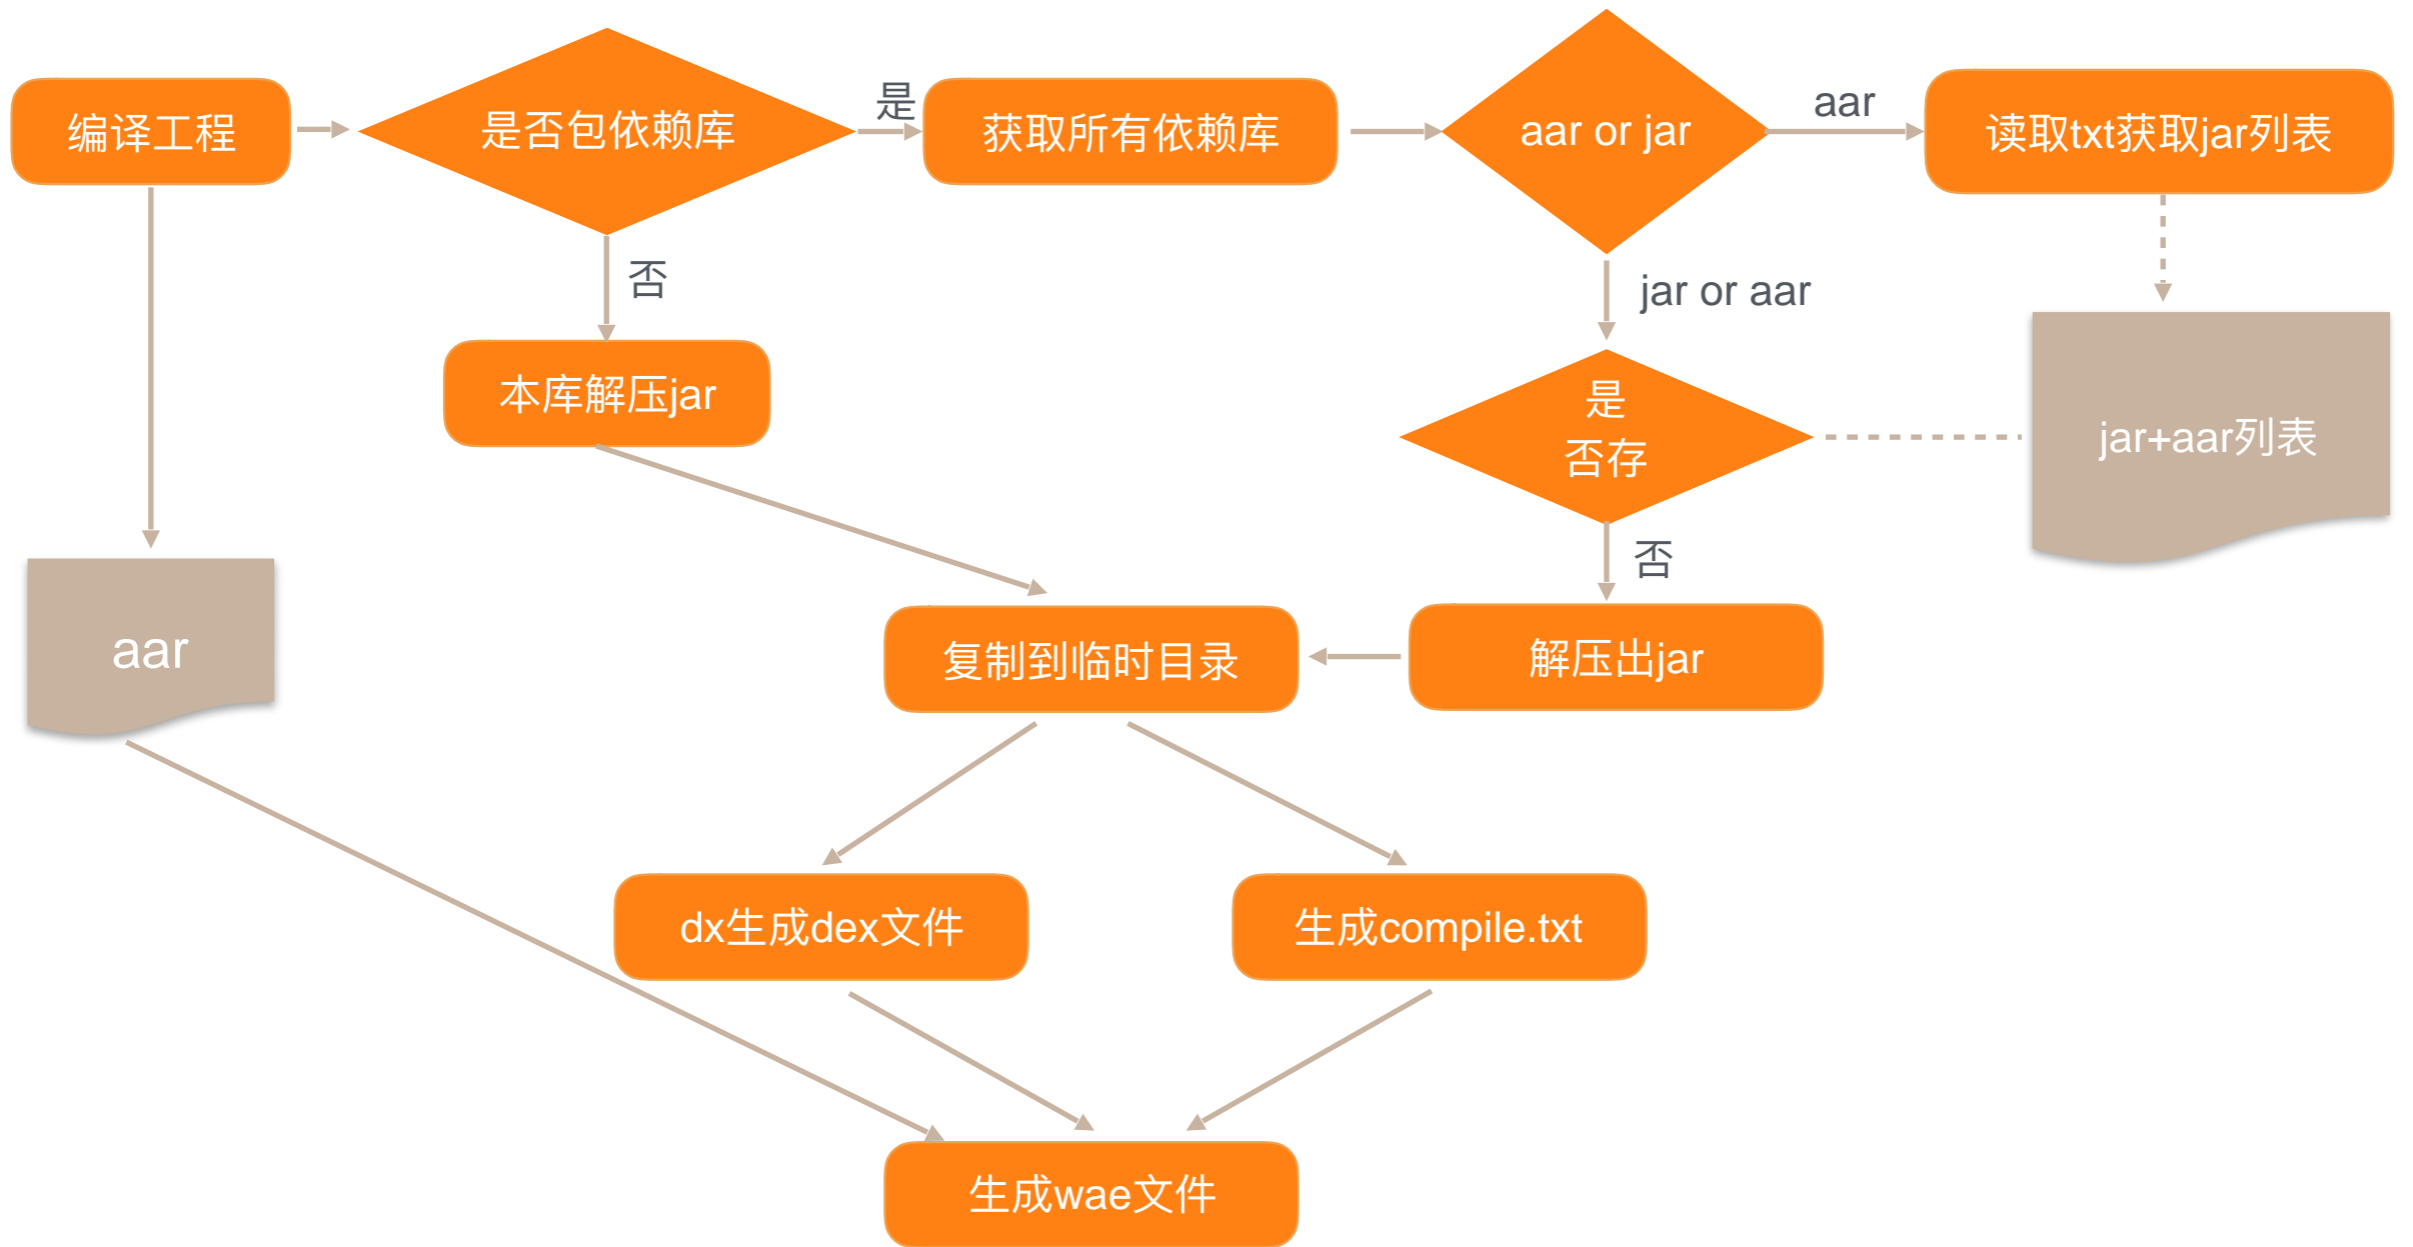 编译工程
是否包依赖库
是
获取所有依赖库
aar or jar
aar
读取txt获取jar列表
否
jar or aar
本库解压jar
是
否存
jar+aar列表
否
aar
复制到临时目录
解压出jar
dx生成dex文件
生成compile.txt
生成wae文件